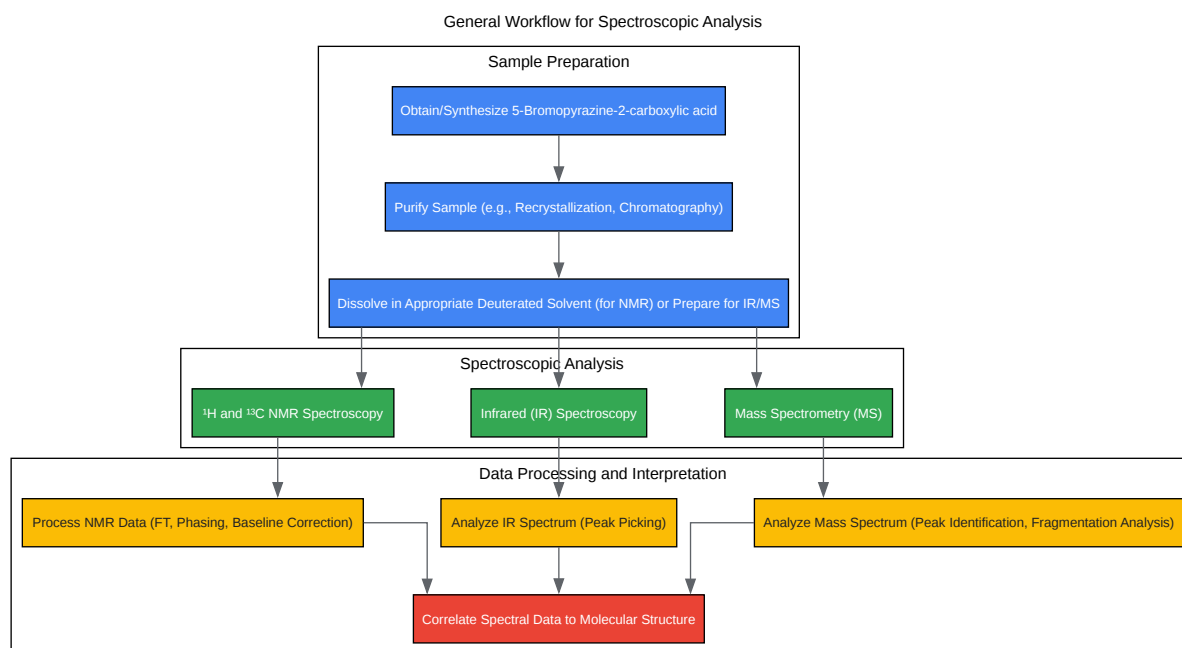 General Workflow for Spectroscopic Analysis
Sample Preparation
Obtain/Synthesize 5-Bromopyrazine-2-carboxylic acid
Purify Sample (e.g., Recrystallization, Chromatography)
Dissolve in Appropriate Deuterated Solvent (for NMR) or Prepare for IR/MS
Spectroscopic Analysis
¹H and ¹³C NMR Spectroscopy
Infrared (IR) Spectroscopy
Mass Spectrometry (MS)
Data Processing and Interpretation
Process NMR Data (FT, Phasing, Baseline Correction)
Analyze IR Spectrum (Peak Picking)
Analyze Mass Spectrum (Peak Identification, Fragmentation Analysis)
Correlate Spectral Data to Molecular Structure